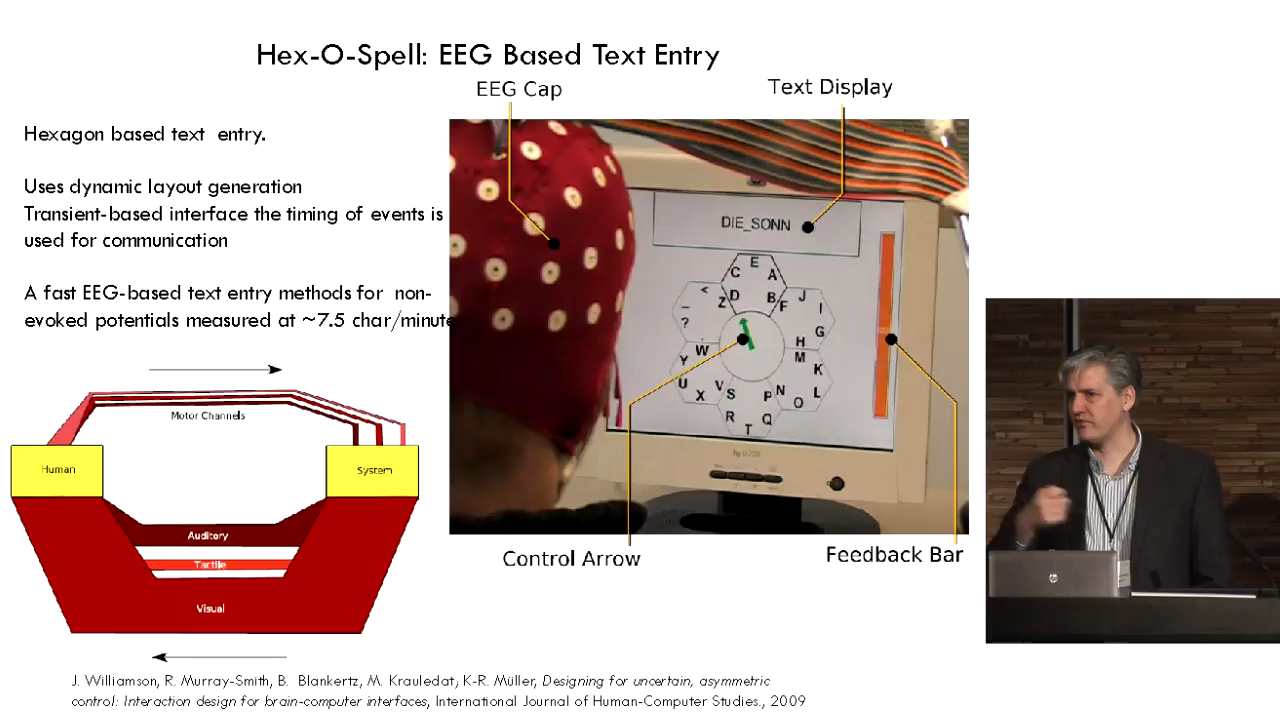 Hex-O-Spell: EEG Based Text Entry
EEG Cap
Text Display
Hexagon based text entry.
Uses dynamic layout generation
Transient-based interface the timing of events is
used for communication
A fast EEG-based text entry methods for non-
evoked potentials measured at ~7.5 char/minute
DIE_SONN
E
C A
D B
< Z
_
?
F J
I
G
H
W
Y
U
X V
M
K
L
N O
S P
R Q
T
hp
Motor Channels
Human
System
Auditory
Tactile
Visual
Control Arrow
Feedback Bar
hp
J. Williamson, R. Murray-Smith, B. Blankertz, M. Krauledat, K-R. Müller, Designing for uncertain, asymmetric
control: Interaction design for brain-computer interfaces, International Journal of Human-Computer Studies., 2009